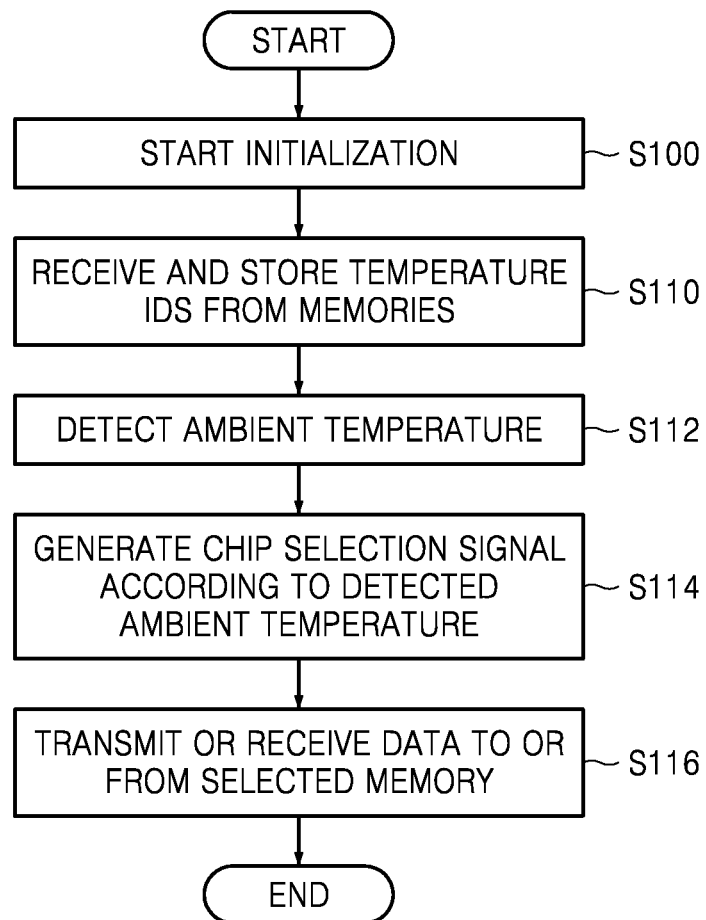 START
START INITIALIZATION
S100
RECEIVE AND STORE TEMPERATURE
IDS FROM MEMORIES
S110
DETECT AMBIENT TEMPERATURE
S112
GENERATE CHIP SELECTION SIGNAL
ACCORDING TO DETECTED
AMBIENT TEMPERATURE
S114
TRANSMIT OR RECEIVE DATA TO OR
FROM SELECTED MEMORY
S116
END